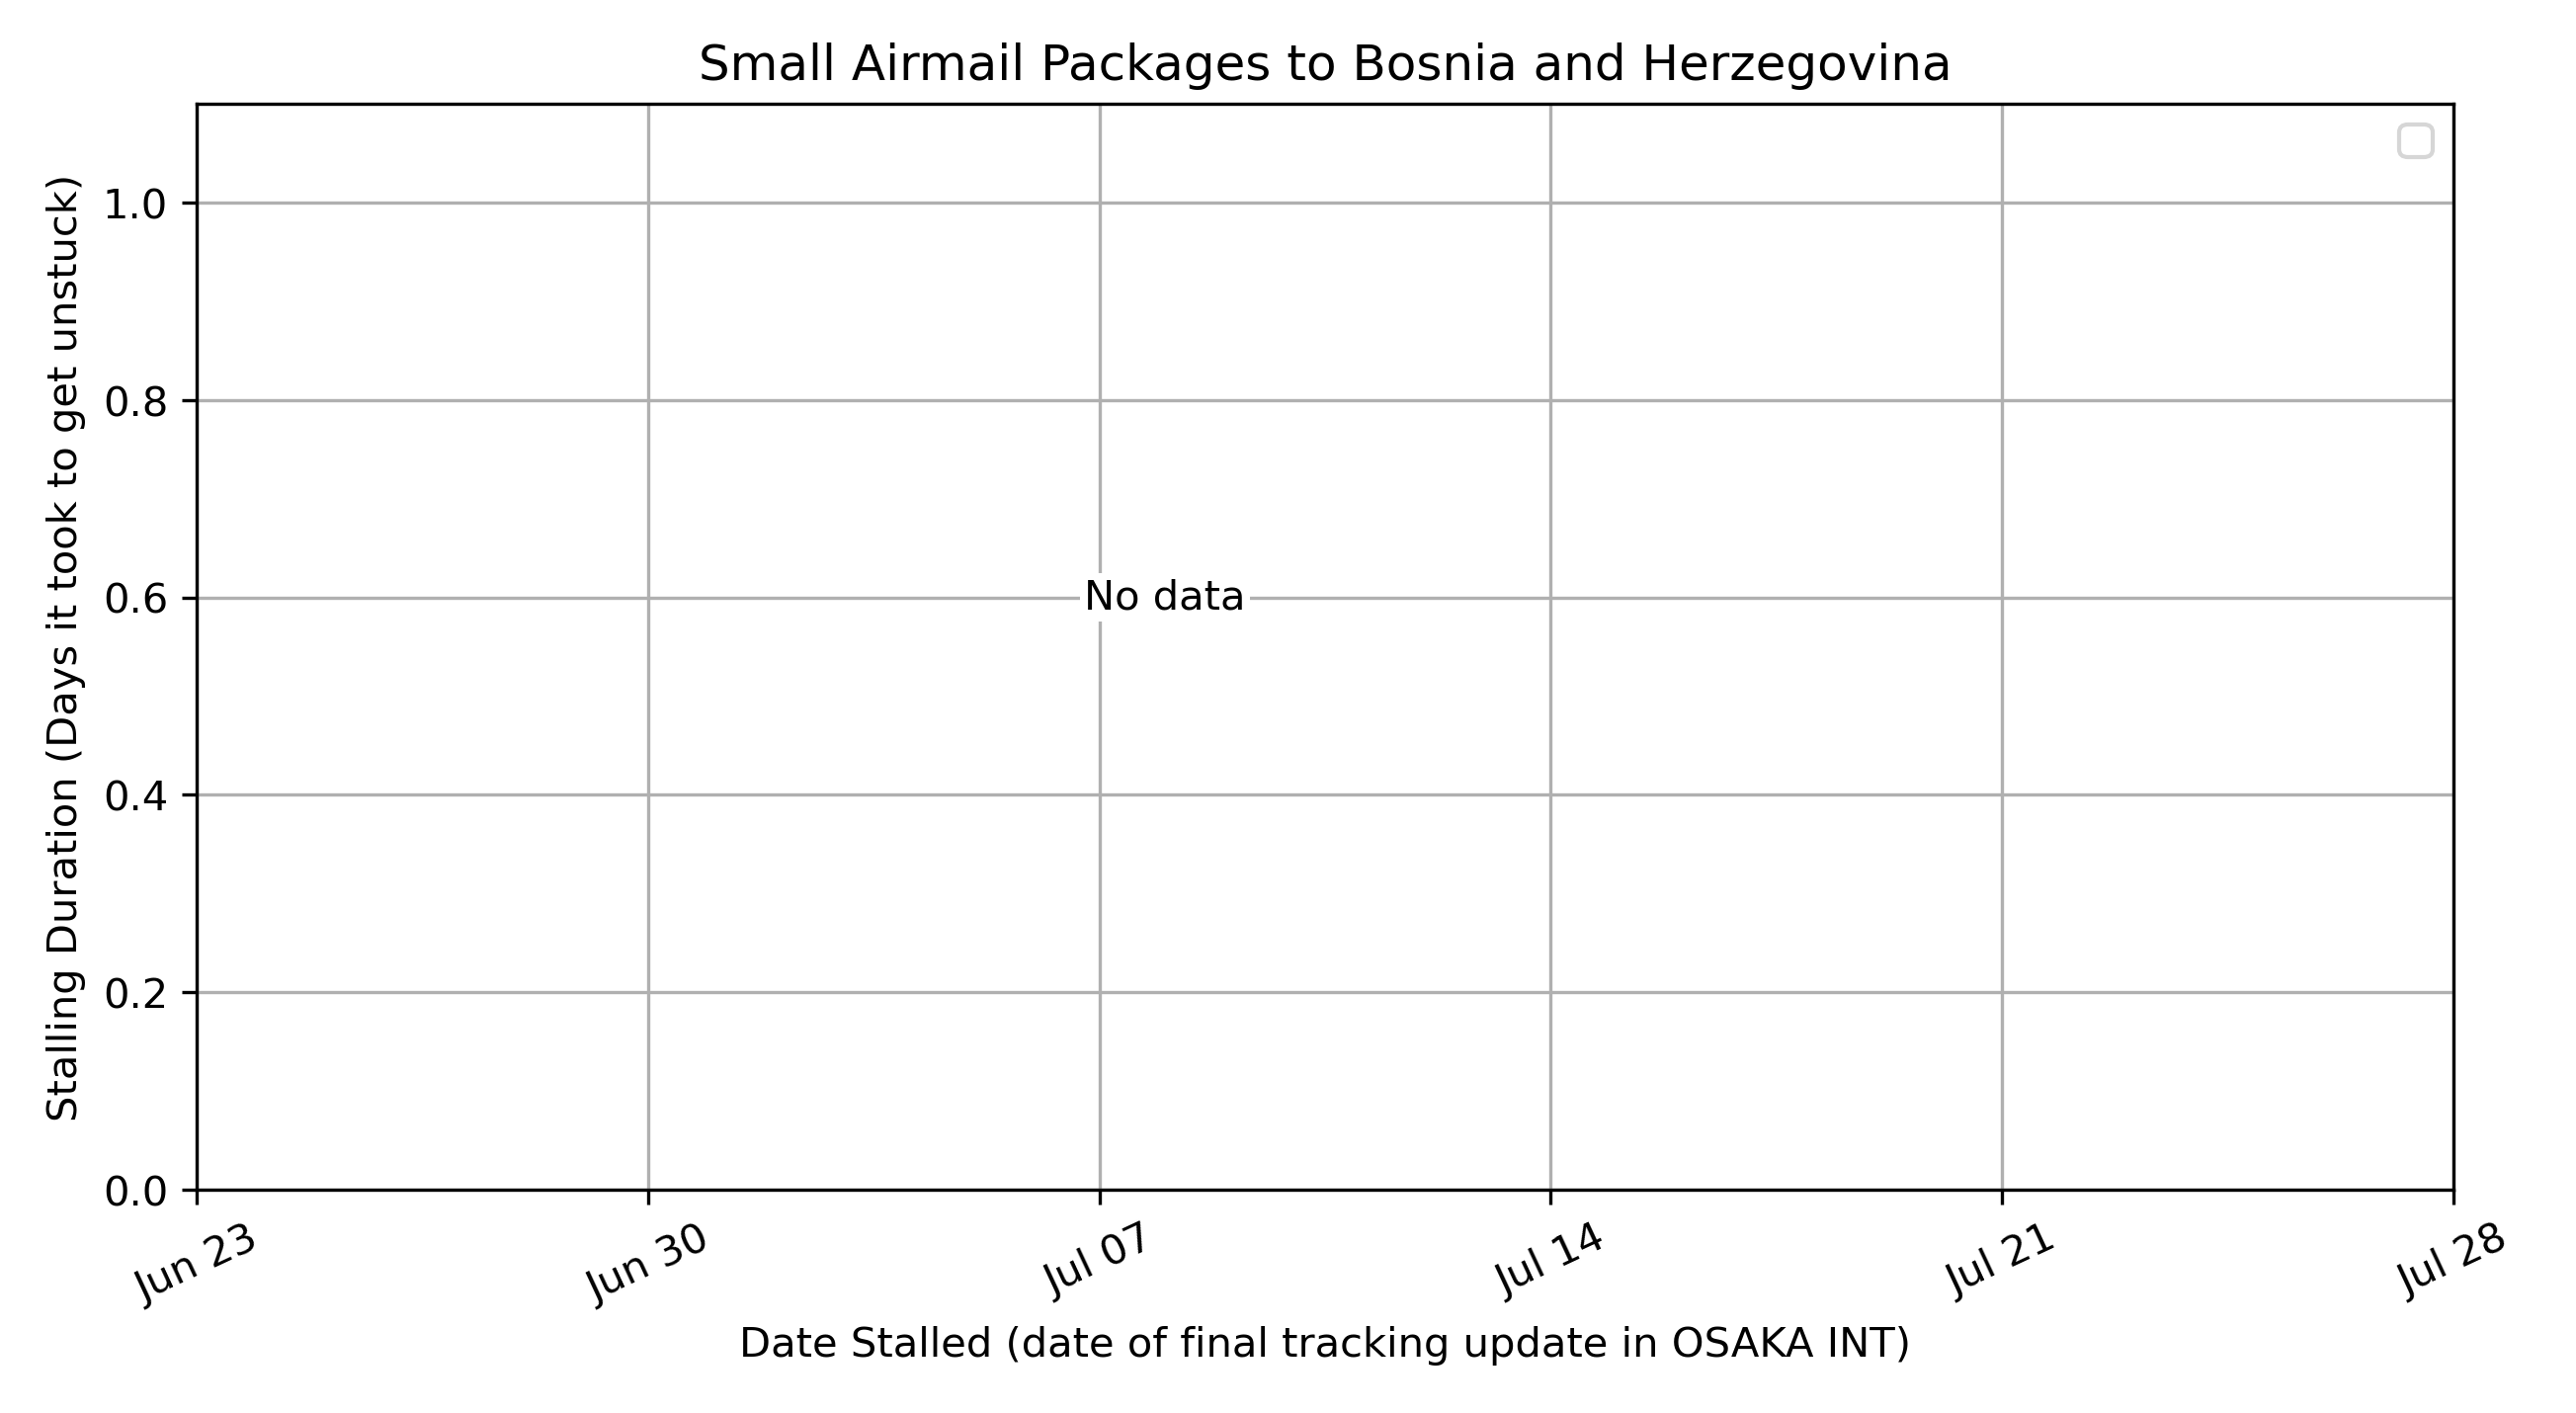 Small Airmail Packages to Bosnia and Herzegovina
Stalling Duration (Days it took to get unstuck)
1.0
0.8
0.6
0.4
0.2
0.0
No data
Jun 23
Jun 30
Jul 07
Jul 14
Jul 21
Jul 28
Date Stalled (date of final tracking update in OSAKA INT)